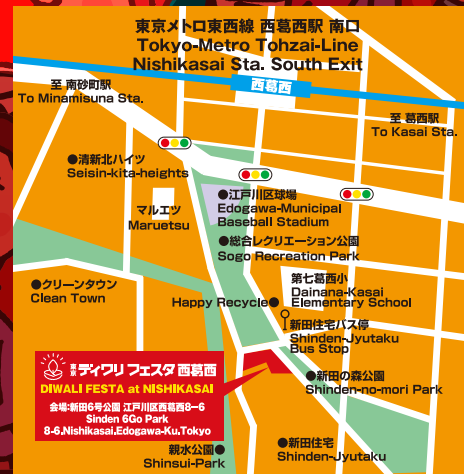 東京メトロ東西線 西葛西駅 南口
Tokyo-Metro Tohzai-Line
Nishikasai Sta. South Exit
西葛西
至 南砂町駅
To Minamisuna Sta.
至 葛西駅
To Kasai Sta.
●清新北ハイツ
Seisin-kita-heights
マルエツ
Maruetsu
●江戸川区球場
Edogawa-Municipal
Baseball Stadium
●総合レクリエーション公園
Sogo Recreation Park
●クリーンタウン
Clean Town
第七葛西小
Dainana-Kasai
Elementary School
Happy Recycle●
新田住宅バス停
Shinden-Jyutaku
Bus Stop
東京 ディワリ フェスタ 西葛西
DIWALI FESTA at NISHIKASAI
会場:新田6号公園 江戸川区西葛西8−6
Sinden 6Go Park
8-6,Nishikasai,Edogawa-Ku,Tokyo
●新田の森公園
Shinden-no-mori Park
親水公園●
Shinsui-Park
●新田住宅
Shinden-Jyutaku